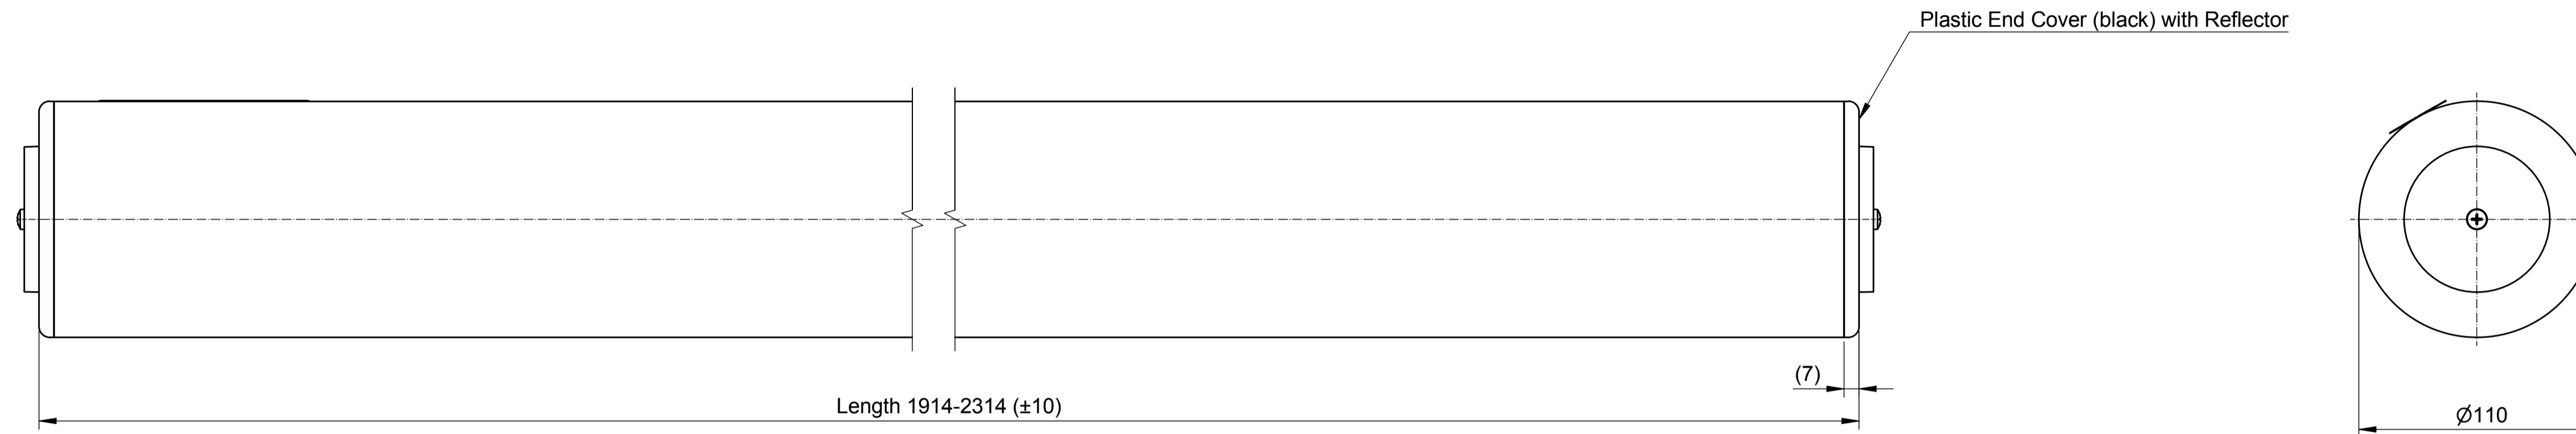 Plastic End Cover (black) with Reflector
(7)
Length 1914-2314 (±10)
Ø110